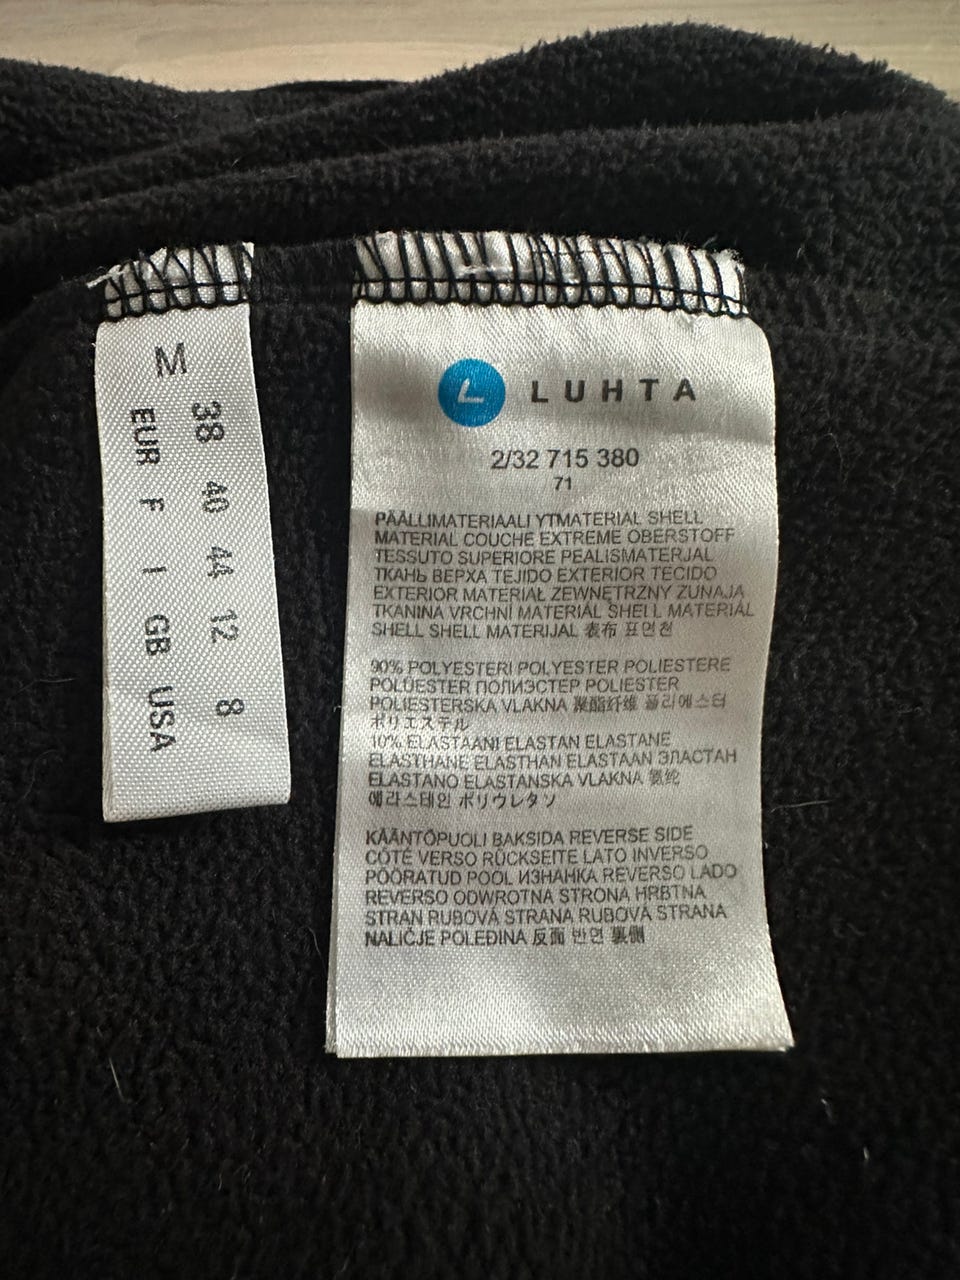 M
38 40 44 12 8
EUR F I GB USA
L LUHTA
2/32 715 380
71
PÄÄLLIMATERIAALI YTMATERIAL SHELL
MATERIAL COUCHE EXTREME OBERSTOFF
TESSUTO SUPERIORE PEALISMATERJAL
ТКАНЬ ВЕРХА TEJIDO EXTERIOR TECIDO
EXTERIOR MATERIAŁ ZEWNĘTRZNY ZUNAJA
TKANINA VRCHNÍ MATERIÁL SHELL MATERIÁL
SHELL SHELL MATERIJAL 表布 표면천
90% POLYESTERI POLYESTER POLIESTERE
POLÜESTER ПОЛИЭСТЕР POLIESTER
POLIESTERSKA VLAKNA 聚酯纤维 폴리에스터
ポリエステル
10% ELASTAANI ELASTAN ELASTANE
ELASTHANE ELASTHAN ELASTAAN ЭЛАСТАН
ELASTANO ELASTANSKA VLAKNA 氨纶
에라스테인 ポリウレタン
KÄÄNTÖPUOLI BAKSIDA REVERSE SIDE
CÔTÉ VERSO RÜCKSEITE LATO INVERSO
PÖÖRATUD POOL ИЗНАНКА REVERSO LADO
REVERSO ODWROTNA STRONA HRBTNA
STRAN RUBOVÁ STRANA RUBOVÁ STRANA
NALIČJE POLEĐINA 反面 반면 裏側